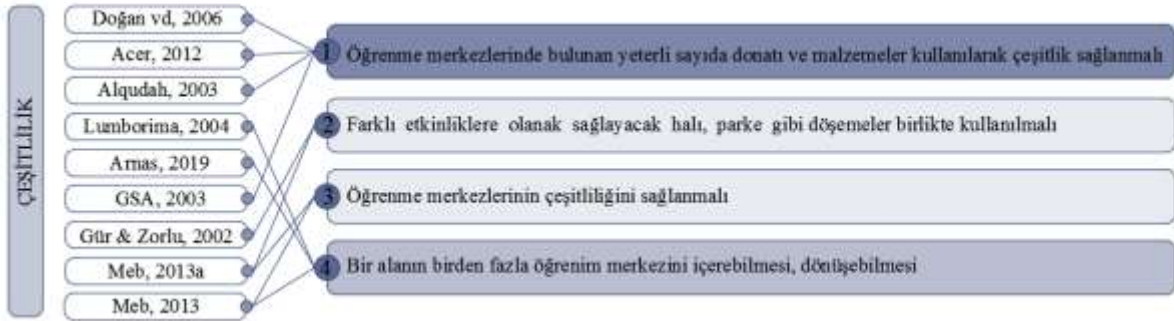 ÇEŞİTLİLİK
Doğan vd, 2006
Acer, 2012
Alqudah, 2003
Lumborima, 2004
Arnas, 2019
GSA, 2003
Gür & Zorlu, 2002
Meb, 2013a
Meb, 2013
1 Öğrenme merkezlerinde bulunan yeterli sayıda donatı ve malzemeler kullanılarak çeşitlik sağlanmalı
2 Farklı etkinliklere olanak sağlayacak halı, parke gibi döşemeler birlikte kullanılmalı
3 Öğrenme merkezlerinin çeşitliliğini sağlanmalı
4 Bir alanın birden fazla öğrenim merkezini içerebilmesi, dönüşebilmesi